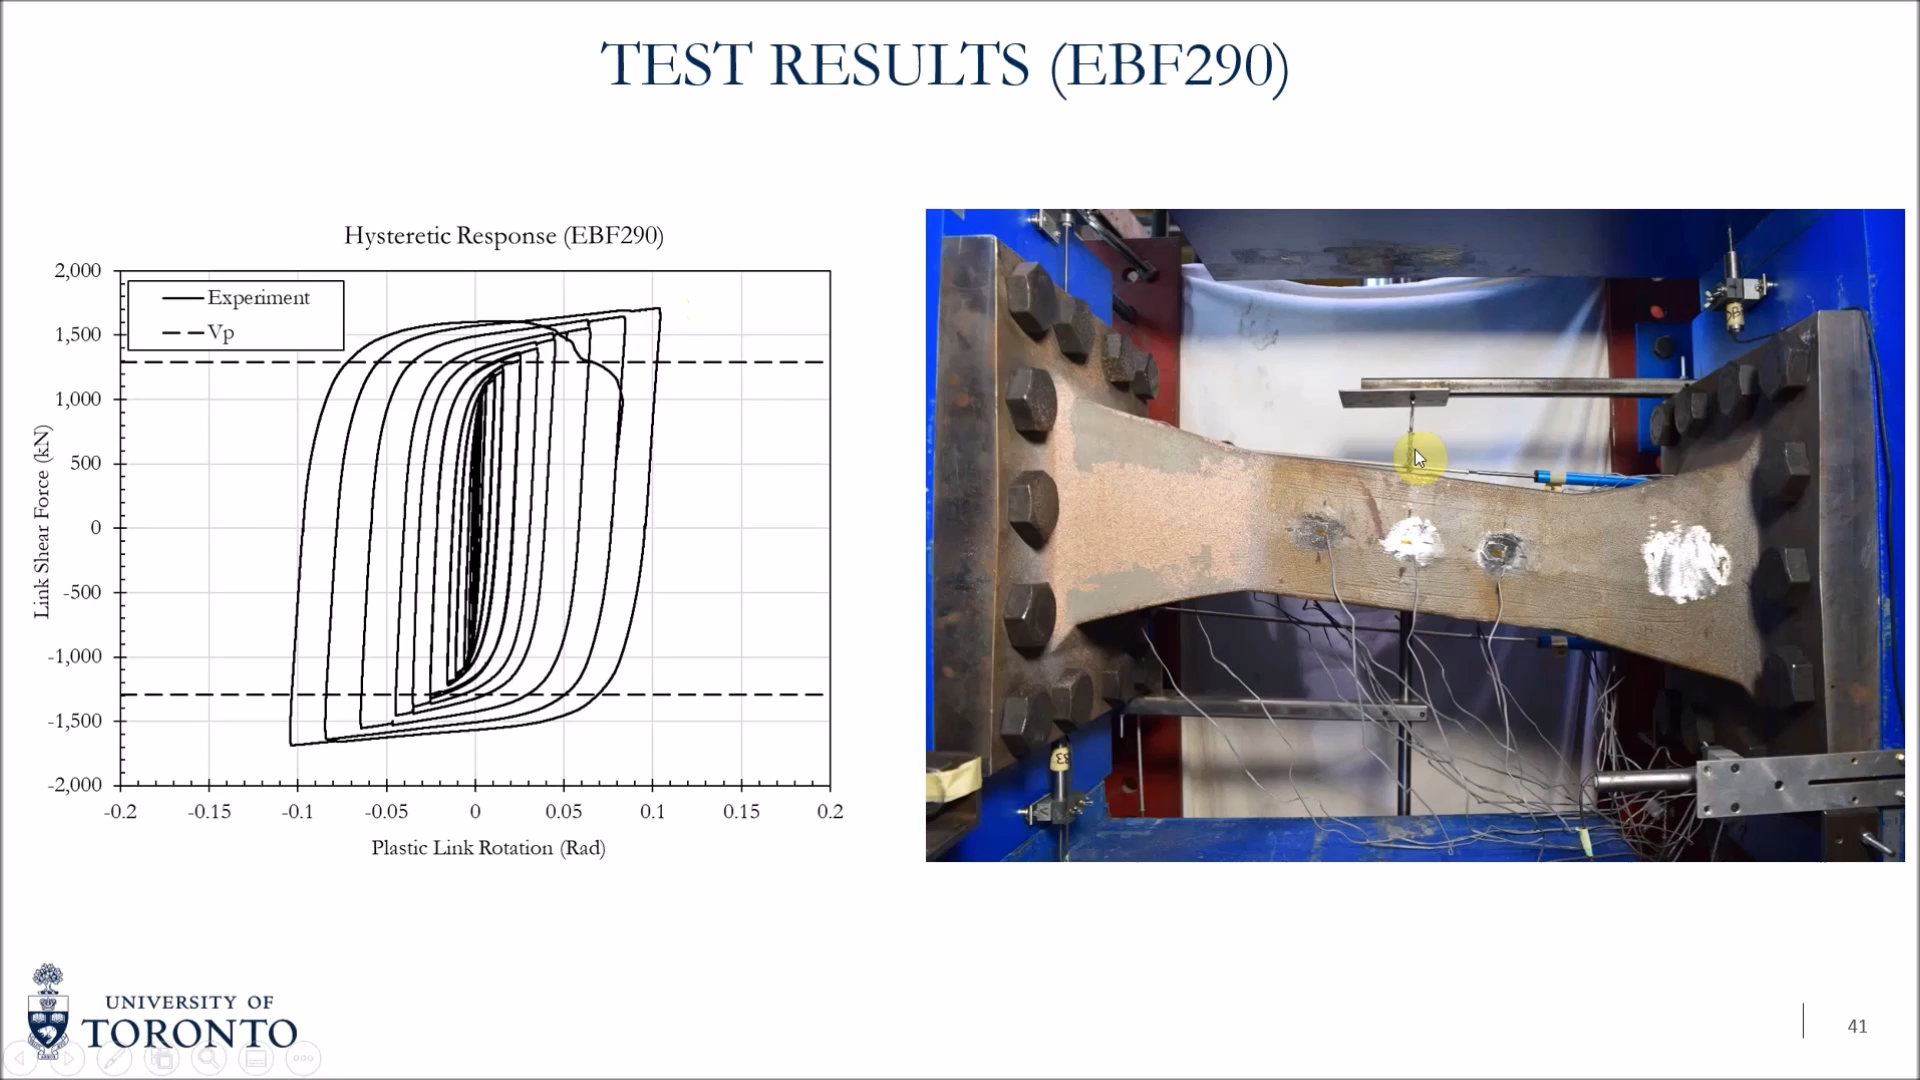 TEST RESULTS (EBF290)
Hysteretic Response (EBF290)
Experiment
Vp
2,000
1,500
1,000
500
0
-500
-1,000
-1,500
-2,000
Link Shear Force (kN)
-0.2 -0.15 -0.1 -0.05 0 0.05 0.1 0.15 0.2
Plastic Link Rotation (Rad)
UNIVERSITY OF
TORONTO
41